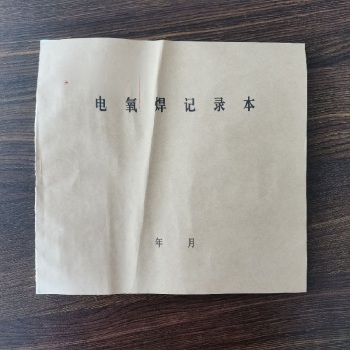 电氧焊记录本
年 月